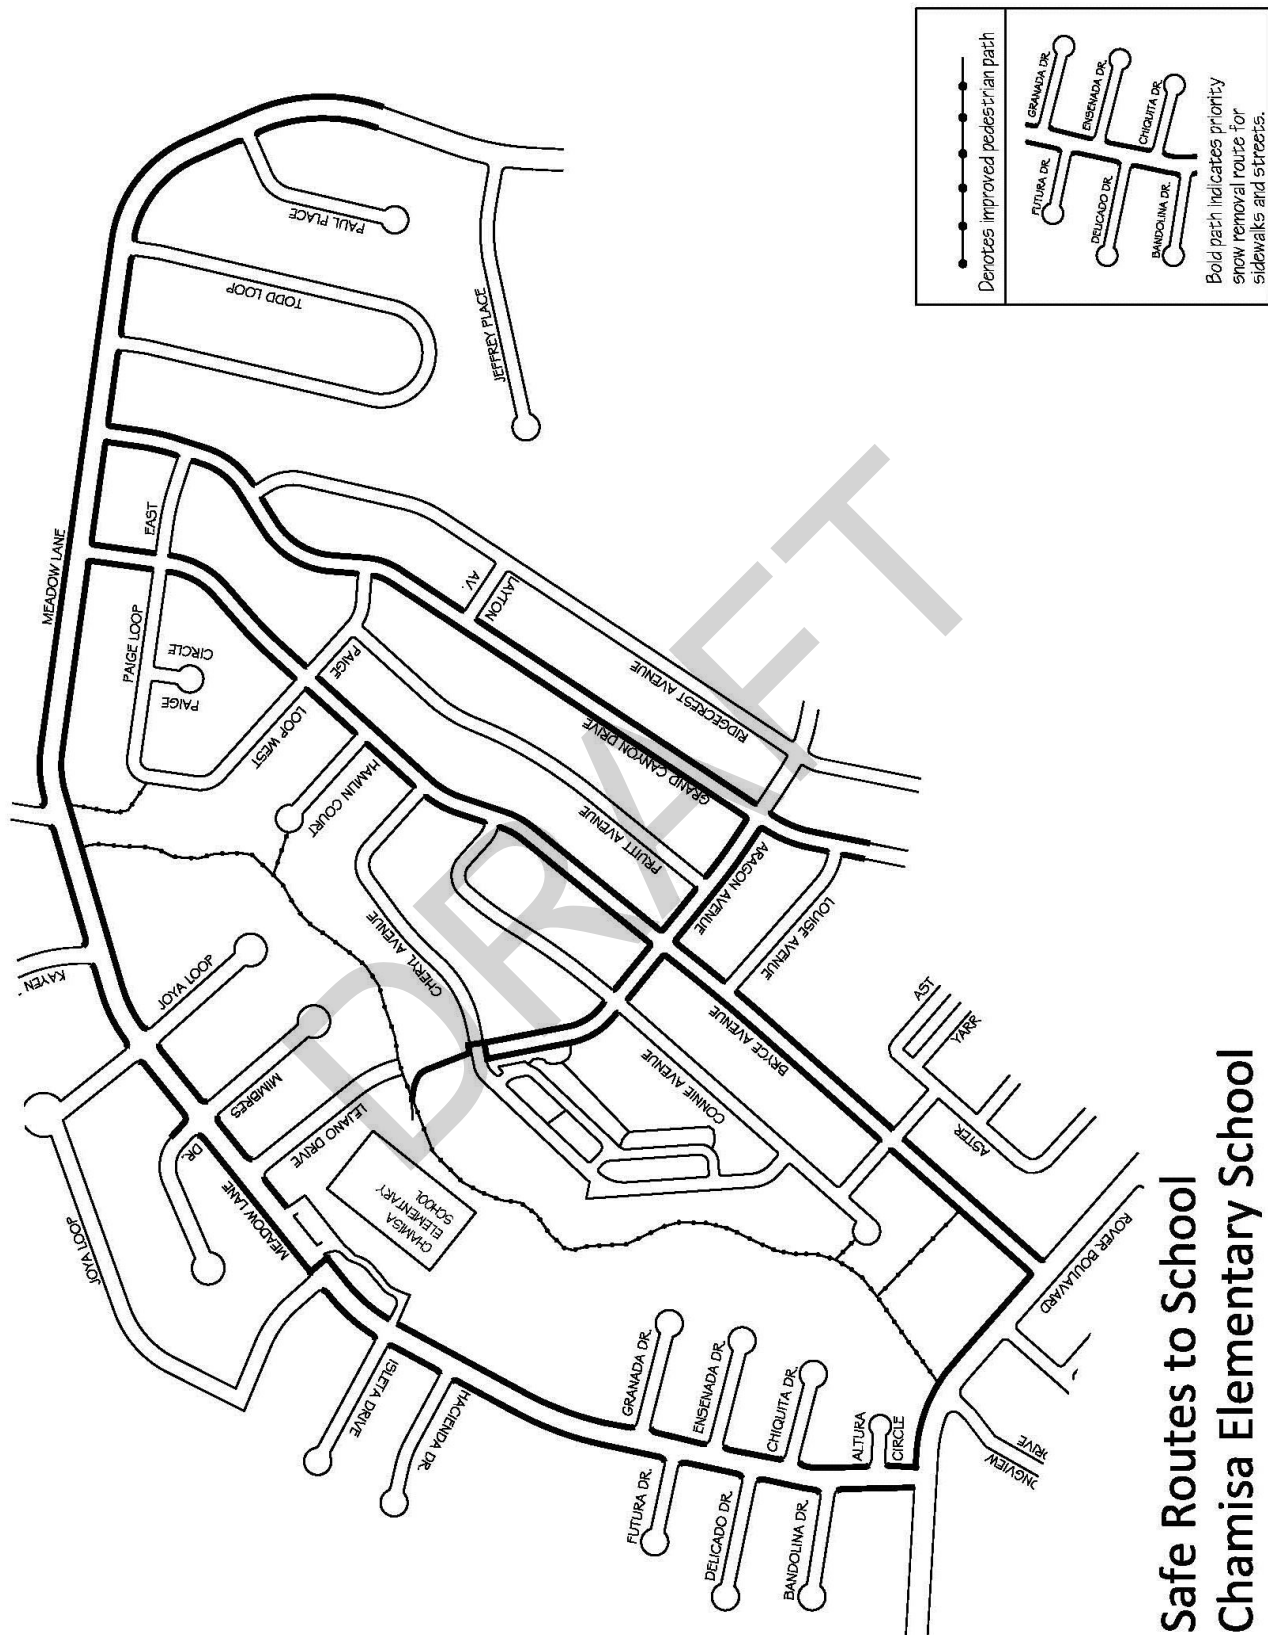 Safe Routes to School
Chamisa Elementary School
Denotes improved pedestrian path
GRANADA DR.
ENSENADA DR.
CHIQUITA DR.
FUTURA DR.
DELICADO DR.
BANDOLINA DR.
Bold path indicates priority
snow removal route for
sidewalks and streets.
DRAFT
PAUL PLACE
TODD LOOP
JEFFREY PLACE
MEADOW LANE
EAST
PAIGE LOOP
PAIGE
CIRCLE
PAIGE
LOOP WEST
LAYTON
AV.
RIDGECREST AVENUE
GRAND CANYON DRIVE
HAMLIN COURT
PRUITT AVENUE
CHERYL AVENUE
ARAGON AVENUE
LOUISE AVENUE
KAYEN
JOYA LOOP
MIMBRES
DR.
LEJANO DRIVE
CONNIE AVENUE
BRYCE AVENUE
AST
YARR
ASTER
CHAMISA
ELEMENTARY
SCHOOL
MEADOW LANE
JOYA LOOP
ROVER BOULAVARD
ISLETA DRIVE
HACIENDA DR.
GRANADA DR.
ENSENADA DR.
CHIQUITA DR.
ALTURA
CIRCLE
FUTURA DR.
DELICADO DR.
BANDOLINA DR.
NGVIEW
RIVE